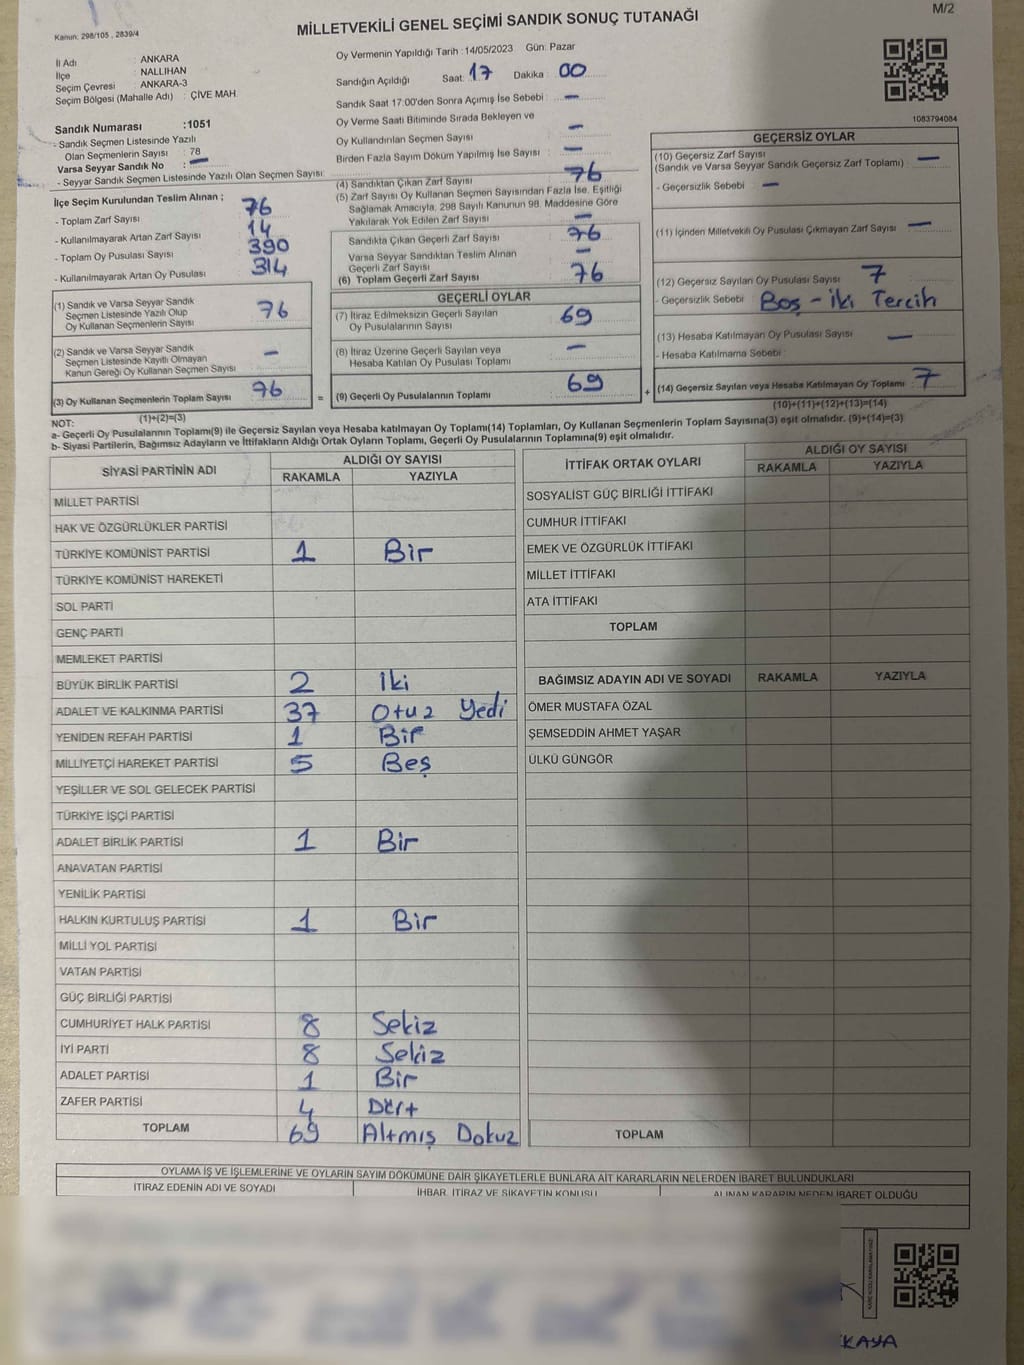 M/2
Kanun: 298/105 , 2839/4
MİLLETVEKİLİ GENEL SEÇİMİ SANDIK SONUÇ TUTANAĞI
İl Adı : ANKARA
İlçe : NALLIHAN
Seçim Çevresi : ANKARA-3
Seçim Bölgesi (Mahalle Adı) : ÇİVE MAH.
Sandık Numarası :1051
- Sandık Seçmen Listesinde Yazılı
Olan Seçmenlerin Sayısı : 78
Varsa Seyyar Sandık No : —
- Seyyar Sandık Seçmen Listesinde Yazılı Olan Seçmen Sayısı:
Oy Vermenin Yapıldığı Tarih :14/05/2023 Gün: Pazar
Sandığın Açıldığı Saat: 17 Dakika : 00
Sandık Saat 17:00'den Sonra Açımış İse Sebebi : —
Oy Verme Saati Bitiminde Sırada Bekleyen ve
Oy Kullandırılan Seçmen Sayısı —
Birden Fazla Sayım Döküm Yapılmış İse Sayısı : —
1083794084
İlçe Seçim Kurulundan Teslim Alınan ;
- Toplam Zarf Sayısı : 76
- Kullanılmayarak Artan Zarf Sayısı : 14
- Toplam Oy Pusulası Sayısı : 390
- Kullanılmayarak Artan Oy Pusulası : 314
(1) Sandık ve Varsa Seyyar Sandık
Seçmen Listesinde Yazılı Olup
Oy Kullanan Seçmenlerin Sayısı 76
(2) Sandık ve Varsa Seyyar Sandık
Seçmen Listesinde Kayıtlı Olmayan
Kanun Gereği Oy Kullanan Seçmen Sayısı —
(3) Oy Kullanan Seçmenlerin Toplam Sayısı 76
(1)+(2)=(3)
(4) Sandıktan Çıkan Zarf Sayısı 76
(5) Zarf Sayısı Oy Kullanan Seçmen Sayısından Fazla İse, Eşitliği
Sağlamak Amacıyla, 298 Sayılı Kanunun 98. Maddesine Göre
Yakılarak Yok Edilen Zarf Sayısı —
Sandıkta Çıkan Geçerli Zarf Sayısı 76
Varsa Seyyar Sandıktan Teslim Alınan
Geçerli Zarf Sayısı —
(6) Toplam Geçerli Zarf Sayısı 76
GEÇERLİ OYLAR
(7) İtiraz Edilmeksizin Geçerli Sayılan
Oy Pusulalarının Sayısı 69
(8) İtiraz Üzerine Geçerli Sayılan veya
Hesaba Katılan Oy Pusulası Toplamı —
= (9) Geçerli Oy Pusulalarının Toplamı 69 +
GEÇERSİZ OYLAR
(10) Geçersiz Zarf Sayısı
(Sandık ve Varsa Seyyar Sandık Geçersiz Zarf Toplamı) : —
- Geçersizlik Sebebi : —
(11) İçinden Milletvekili Oy Pusulası Çıkmayan Zarf Sayısı : —
(12) Geçersiz Sayılan Oy Pusulası Sayısı : 7
- Geçersizlik Sebebi : Boş - İki Tercih
(13) Hesaba Katılmayan Oy Pusulası Sayısı : —
- Hesaba Katılmama Sebebi :
(14) Geçersiz Sayılan veya Hesaba Katılmayan Oy Toplamı : 7
(10)+(11)+(12)+(13)=(14)
NOT:
a- Geçerli Oy Pusulalarının Toplamı(9) ile Geçersiz Sayılan veya Hesaba katılmayan Oy Toplamı(14) Toplamları, Oy Kullanan Seçmenlerin Toplam Sayısına(3) eşit olmalıdır. (9)+(14)=(3)
b- Siyasi Partilerin, Bağımsız Adayların ve İttifakların Aldığı Ortak Oyların Toplamı, Geçerli Oy Pusulalarının Toplamına(9) eşit olmalıdır.
SİYASİ PARTİNİN ADI ALDIĞI OY SAYISI
RAKAMLA YAZIYLA
MİLLET PARTİSİ
HAK VE ÖZGÜRLÜKLER PARTİSİ
TÜRKİYE KOMÜNİST PARTİSİ 1 Bir
TÜRKİYE KOMÜNİST HAREKETİ
SOL PARTİ
GENÇ PARTİ
MEMLEKET PARTİSİ
BÜYÜK BİRLİK PARTİSİ 2 İki
ADALET VE KALKINMA PARTİSİ 37 Otuz Yedi
YENİDEN REFAH PARTİSİ 1 Bir
MİLLİYETÇİ HAREKET PARTİSİ 5 Beş
YEŞİLLER VE SOL GELECEK PARTİSİ
TÜRKİYE İŞÇİ PARTİSİ
ADALET BİRLİK PARTİSİ 1 Bir
ANAVATAN PARTİSİ
YENİLİK PARTİSİ
HALKIN KURTULUŞ PARTİSİ 1 Bir
MİLLİ YOL PARTİSİ
VATAN PARTİSİ
GÜÇ BİRLİĞİ PARTİSİ
CUMHURİYET HALK PARTİSİ 8 Sekiz
İYİ PARTİ 8 Sekiz
ADALET PARTİSİ 1 Bir
ZAFER PARTİSİ 4 Dört
TOPLAM 69 Altmış Dokuz
İTTİFAK ORTAK OYLARI ALDIĞI OY SAYISI
RAKAMLA YAZIYLA
SOSYALİST GÜÇ BİRLİĞİ İTTİFAKI
CUMHUR İTTİFAKI
EMEK VE ÖZGÜRLÜK İTTİFAKI
MİLLET İTTİFAKI
ATA İTTİFAKI
TOPLAM
BAĞIMSIZ ADAYIN ADI VE SOYADI RAKAMLA YAZIYLA
ÖMER MUSTAFA ÖZAL
ŞEMSEDDİN AHMET YAŞAR
ÜLKÜ GÜNGÖR
TOPLAM
OYLAMA İŞ VE İŞLEMLERİNE VE OYLARIN SAYIM DÖKÜMÜNE DAİR ŞİKAYETLERLE BUNLARA AİT KARARLARIN NELERDEN İBARET BULUNDUKLARI
İTİRAZ EDENİN ADI VE SOYADI İHBAR, İTİRAZ VE ŞİKAYETİN KONUSU ALINAN KARARIN NEDEN İBARET OLDUĞU
KAYA